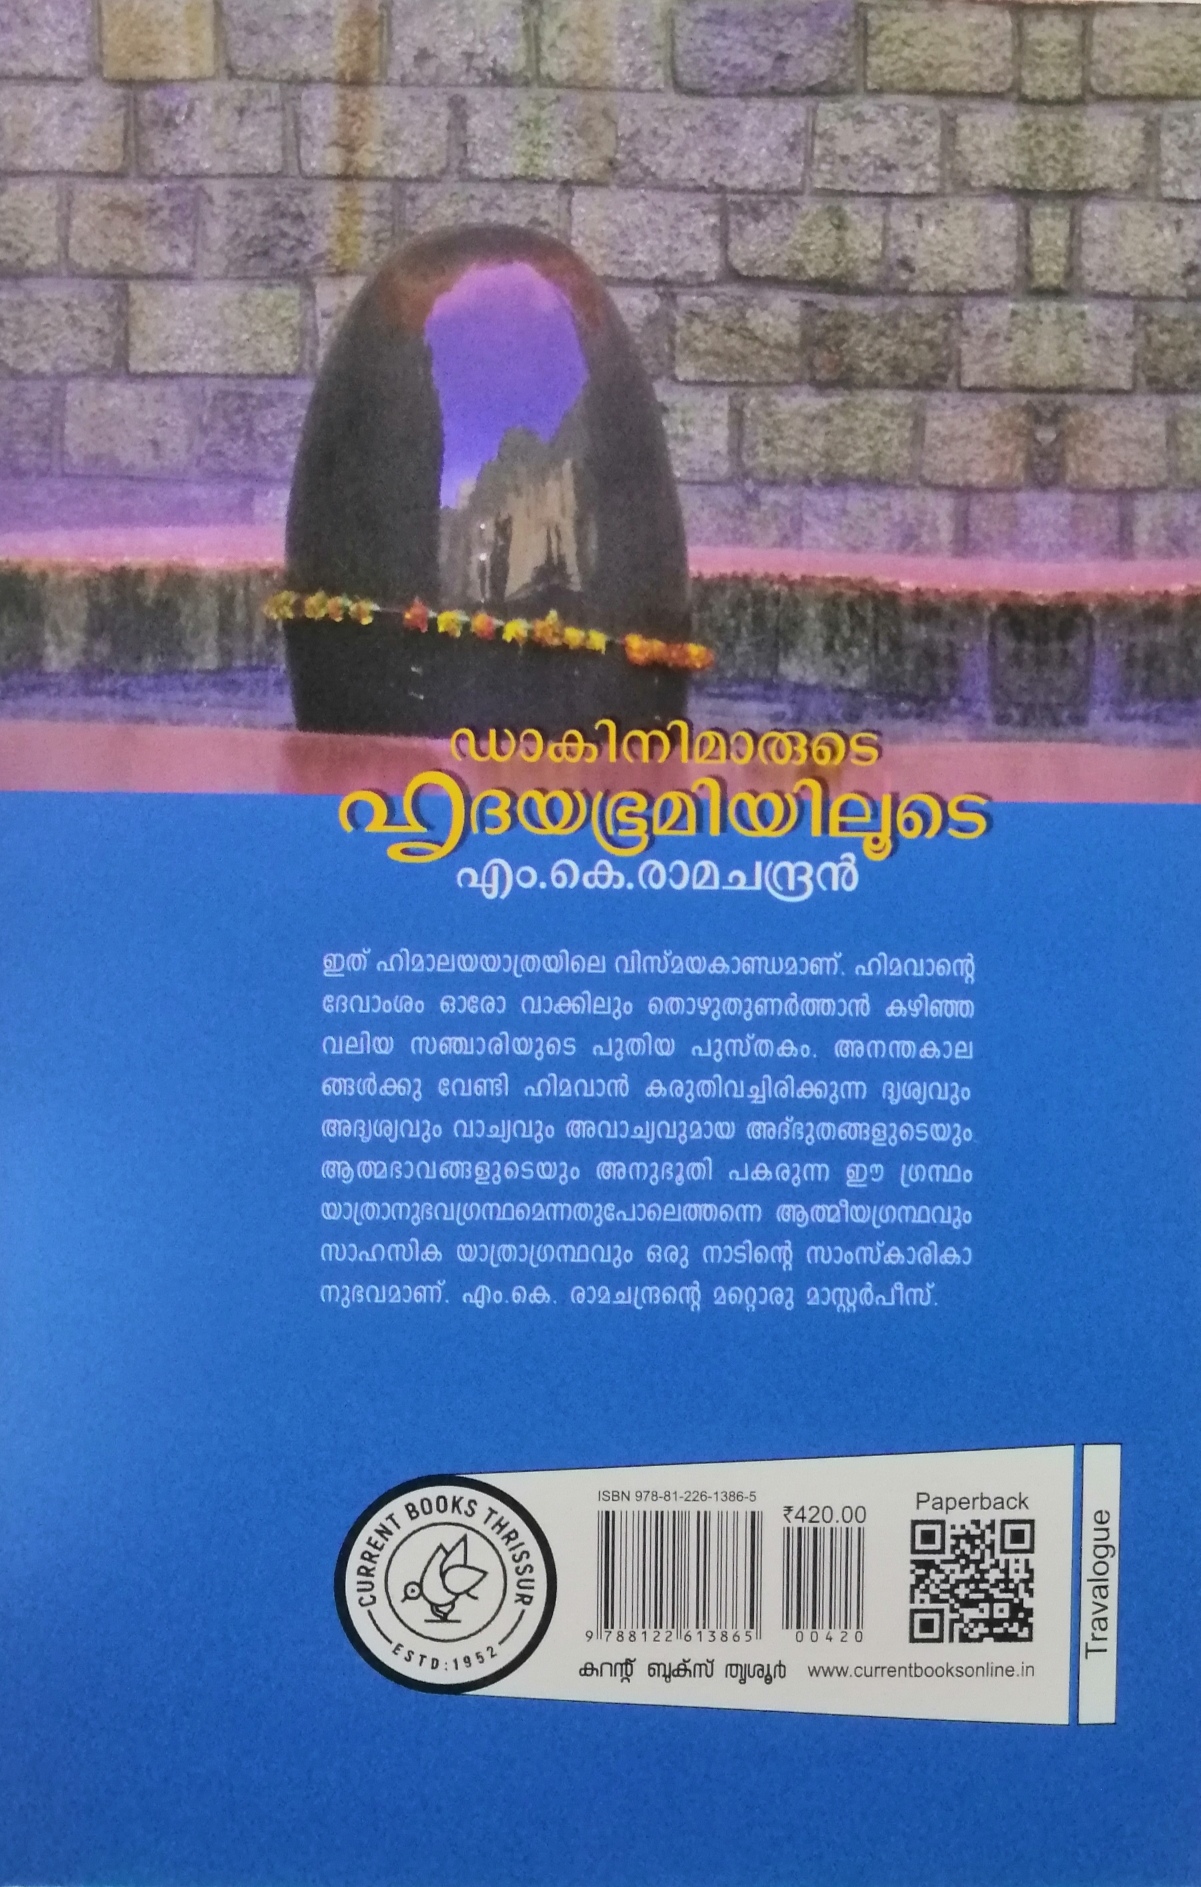 ഡാകിനിമാരുടെ
ഹൃദയഭൂമിയിലൂടെ
എം.കെ.രാമചന്ദ്രൻ
ഇത് ഹിമാലയയാത്രയിലെ വിസ്മയകാണ്ഡമാണ്. ഹിമവാന്റെ
ദേവാംശം ഓരോ വാക്കിലും തൊഴുതുണർത്താൻ കഴിഞ്ഞ
വലിയ സഞ്ചാരിയുടെ പുതിയ പുസ്തകം. അനന്തകാല
ങ്ങൾക്കു വേണ്ടി ഹിമവാൻ കരുതിവച്ചിരിക്കുന്ന ദൃശ്യവും
അദൃശ്യവും വാച്യവും അവാച്യവുമായ അദ്ഭുതങ്ങളുടെയും
ആത്മഭാവങ്ങളുടെയും അനുഭൂതി പകരുന്ന ഈ ഗ്രന്ഥം
യാത്രാനുഭവഗ്രന്ഥമെന്നതുപോലെത്തന്നെ ആത്മീയഗ്രന്ഥവും
സാഹസിക യാത്രാഗ്രന്ഥവും ഒരു നാടിന്റെ സാംസ്കാരികാ
നുഭവമാണ്. എം.കെ. രാമചന്ദ്രന്റെ മറ്റൊരു മാസ്റ്റർപീസ്.
CURRENT BOOKS THRISSUR
ESTD:1952
ISBN 978-81-226-1386-5
₹420.00
Paperback
9 788122 613865
00420
കറന്റ് ബുക്സ് തൃശൂർ
www.currentbooksonline.in
Travalogue